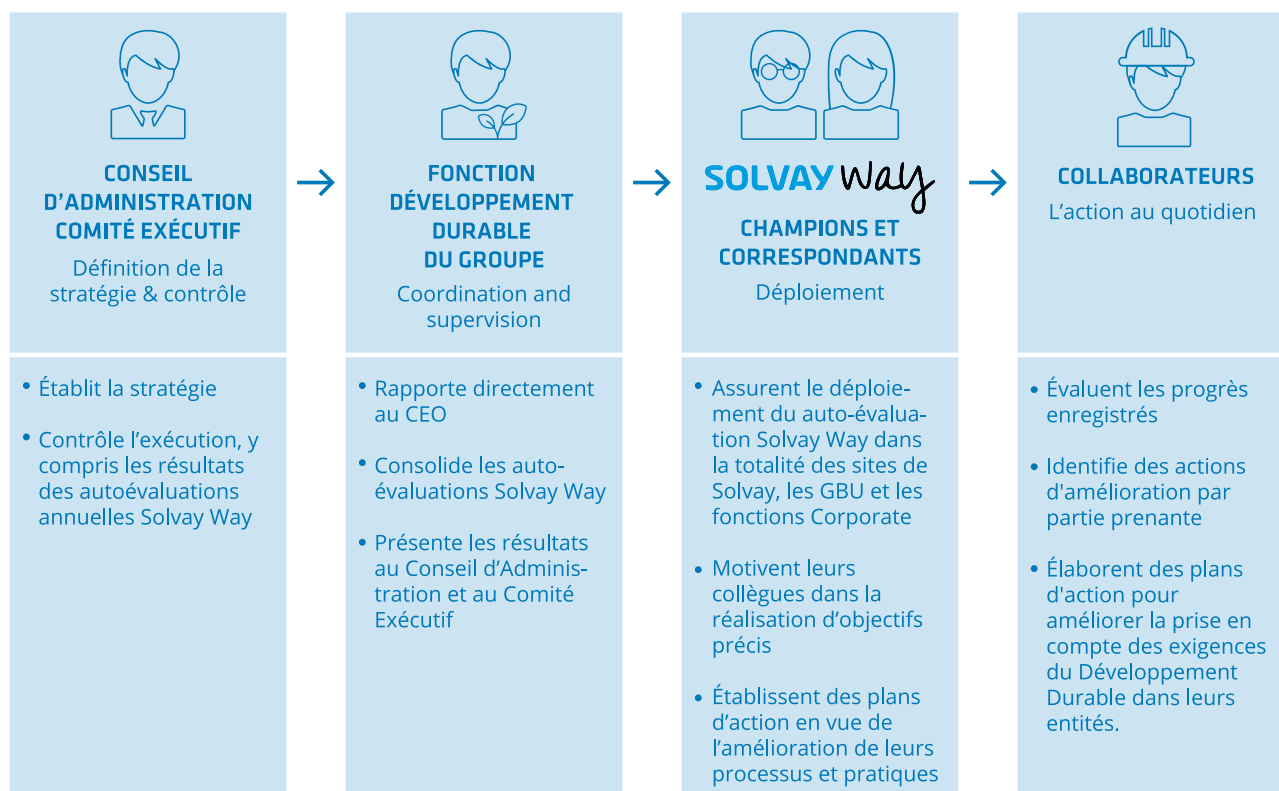 CONSEIL
D'ADMINISTRATION
COMITÉ EXÉCUTIF
Définition de la
stratégie & contrôle
• Établit la stratégie
• Contrôle l’exécution, y
compris les résultats
des autoévaluations
annuelles Solvay Way
FONCTION
DÉVELOPPEMENT
DURABLE
DU GROUPE
Coordination and
supervision
• Rapporte directement
au CEO
• Consolide les auto-
évaluations Solvay Way
• Présente les résultats
au Conseil d’Adminis-
tration et au Comité
Exécutif
SOLVAY Way
CHAMPIONS ET
CORRESPONDANTS
Déploiement
• Assurent le déploie-
ment du auto-évalua-
tion Solvay Way dans
la totalité des sites de
Solvay, les GBU et les
fonctions Corporate
• Motivent leurs
collègues dans la
réalisation d’objectifs
précis
• Établissent des plans
d’action en vue de
l’amélioration de leurs
processus et pratiques
COLLABORATEURS
L’action au quotidien
• Évaluent les progrès
enregistrés
• Identifie des actions
d'amélioration par
partie prenante
• Élaborent des plans
d'action pour
améliorer la prise en
compte des exigences
du Développement
Durable dans leurs
entités.